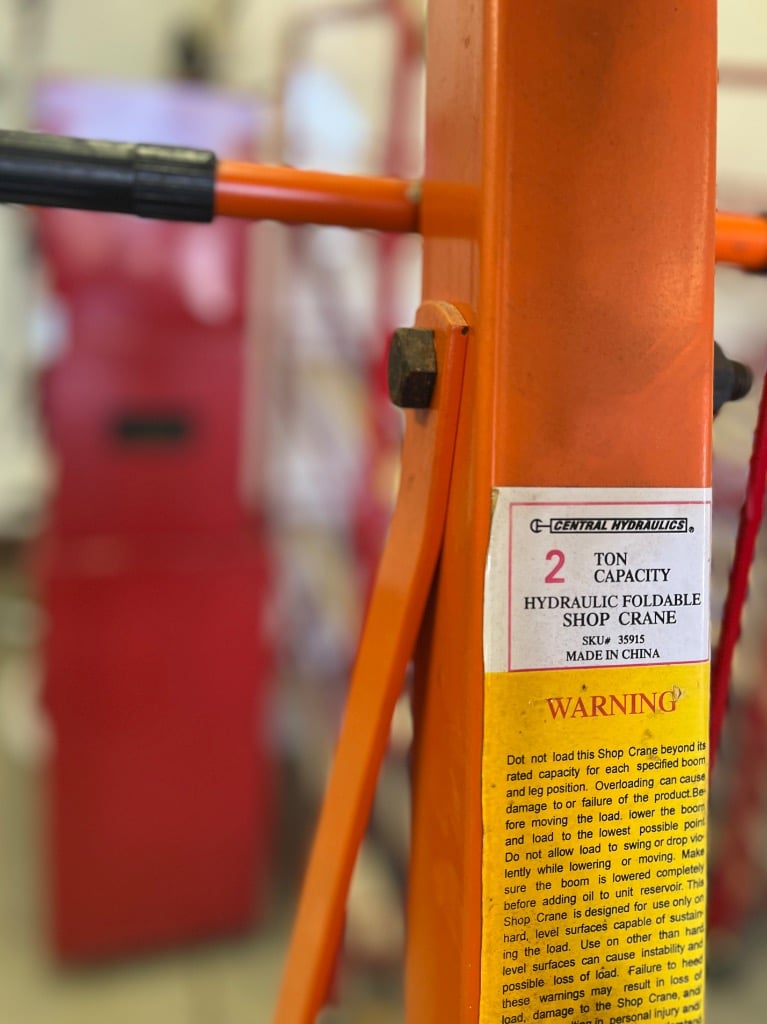 CENTRAL HYDRAULICS®
2 TON
CAPACITY
HYDRAULIC FOLDABLE
SHOP CRANE
SKU# 35915
MADE IN CHINA
WARNING
Dot not load this Shop Crane beyond its
rated capacity for each specified boom
and leg position. Overloading can cause
damage to or failure of the product.Be-
fore moving the load. lower the boom
and load to the lowest possible point.
Do not allow load to swing or drop vio-
lently while lowering or moving. Make
sure the boom is lowered completely
before adding oil to unit reservoir. This
Shop Crane is designed for use only on
hard, level surfaces capable of sustain-
ing the load. Use on other than hard
level surfaces can cause instability and
possible loss of load. Failure to heed
these warnings may result in loss of
load, damage to the Shop Crane, and/
in personal injury and/